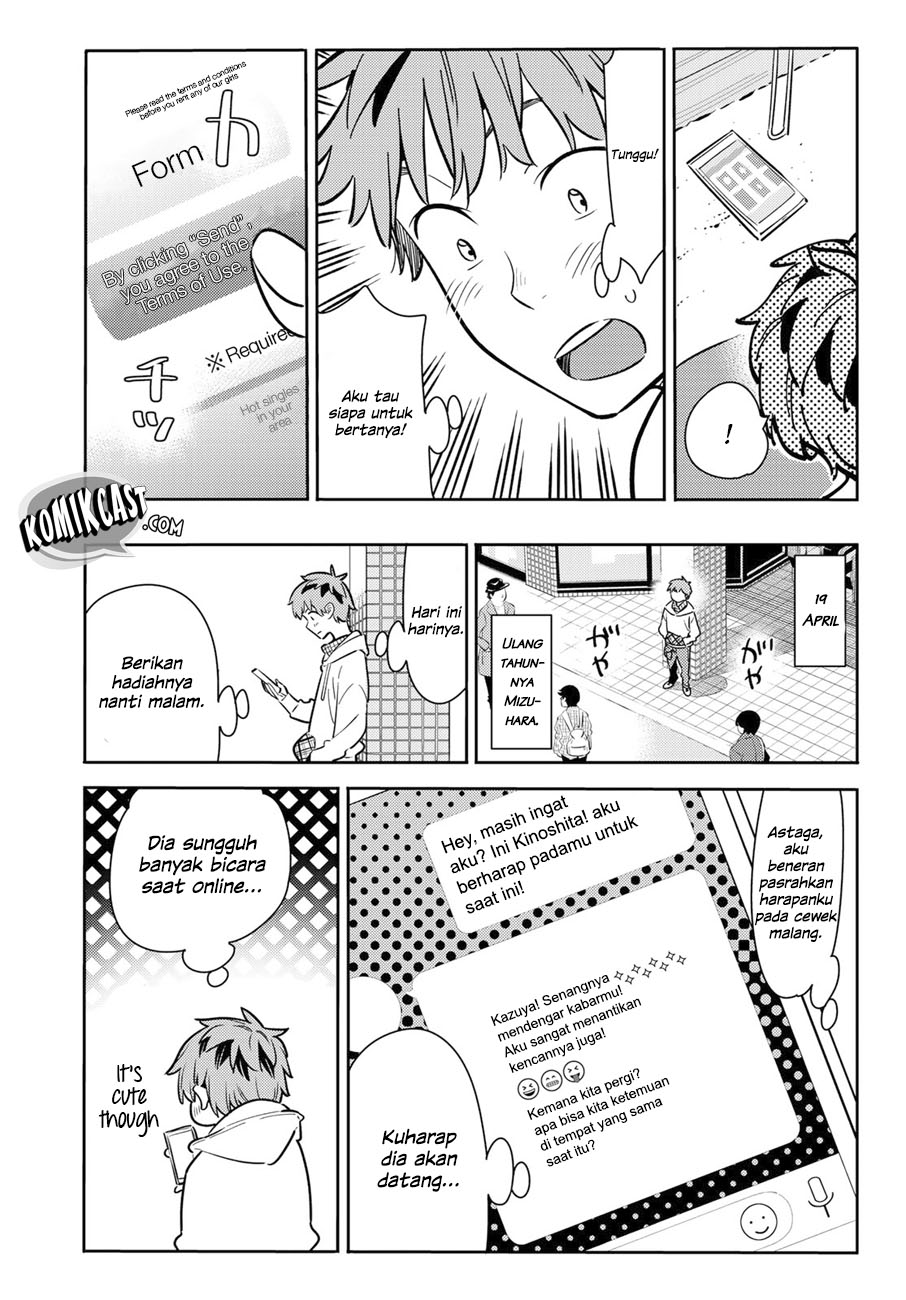 !
Tunggu!
Aku tau
siapa untuk
bertanya!
Please read the terms and conditions
before you rent any of our girls
Form
カ
By clicking "Send",
you agree to the
Terms of Use.
※ Required
Hot singles
in your
area
チッ
KOMIKCAST
.COM
19
April
Ulang
tahun-
nya
Mizu-
hara.
ガヤ
ガヤ
Hari ini
harinya.
Berikan
hadiahnya
nanti malam.
Astaga,
aku
beneran
pasrahkan
harapanku
pada cewek
malang.
Hey, masih ingat
aku? Ini Kinoshita! aku
berharap padamu untuk
saat ini!
Kazuya! Senangnya
mendengar kabarmu!
Aku sangat menantikan
kencannya juga!
Kemana kita pergi?
apa bisa kita ketemuan
di tempat yang sama
saat itu?
Kuharap
dia akan
datang...
Dia sungguh
banyak bicara
saat online...
It's
cute
though